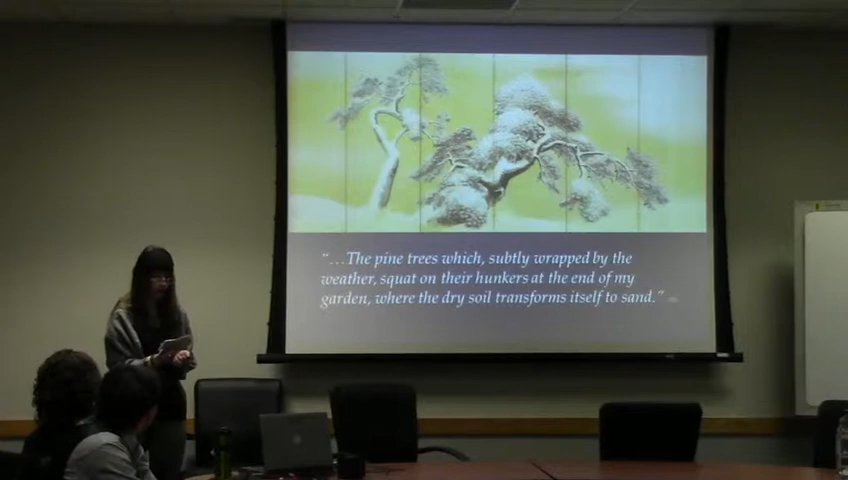 “…The pine trees which, subtly wrapped by the
weather, squat on their hunkers at the end of my
garden, where the dry soil transforms itself to sand.”